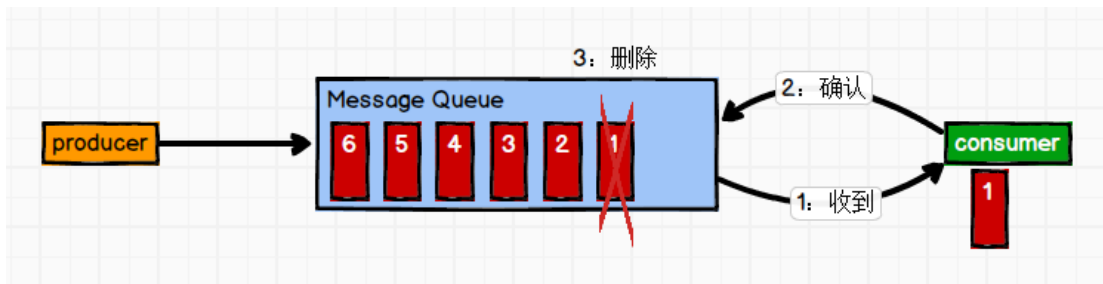 3：删除
Message Queue
2：确认
producer
6 5 4 3 2 1
consumer
1
1：收到